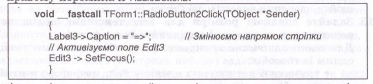 void __fastcall TForm1::RadioButton2Click(TObject *Sender)
{
Label3->Caption = "=>"; // Змінюємо напрямок стрілки
// Активізуємо поле Edit3
Edit3 -> SetFocus();
}